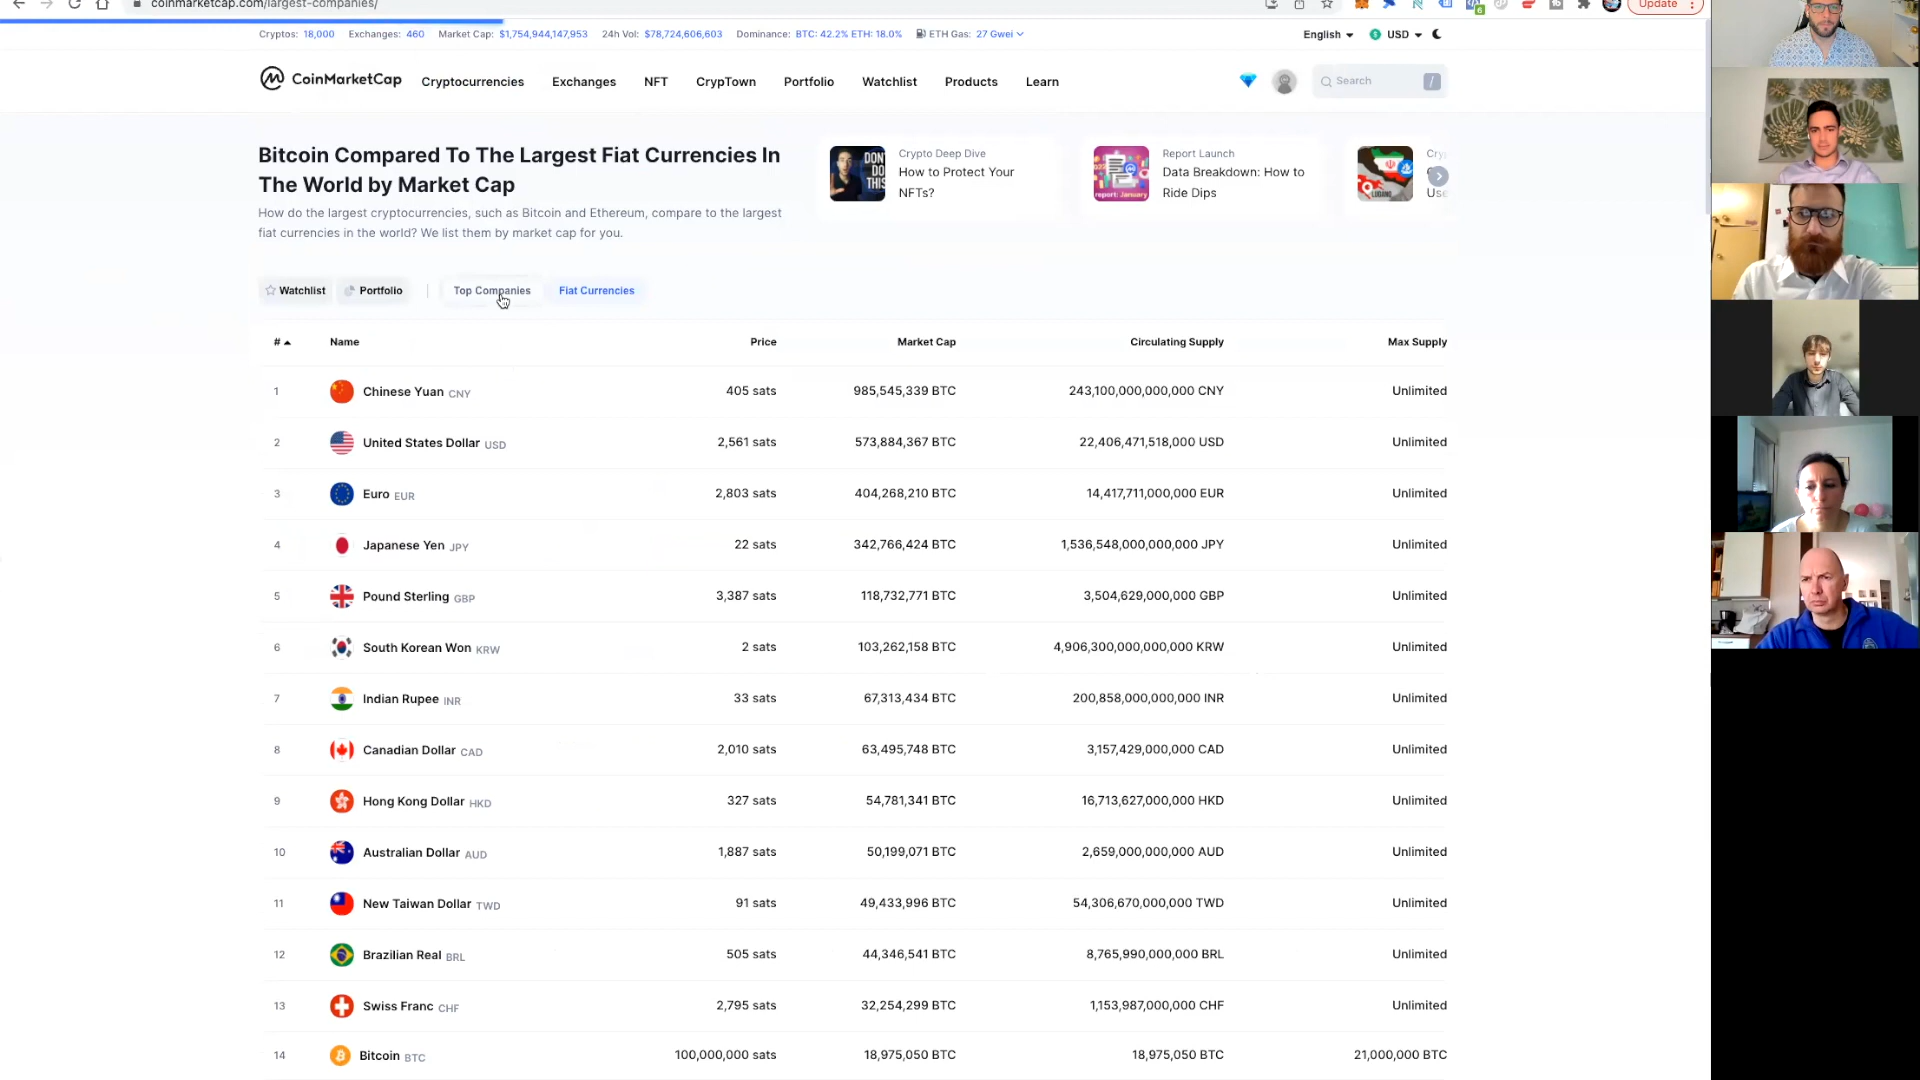 coinmarketcap.com/largest-companies/
Update
Cryptos: 18,000 Exchanges: 460 Market Cap: $1,754,944,147,953 24h Vol: $78,724,606,603 Dominance: BTC: 42.2% ETH: 18.0% ETH Gas: 27 Gwei
English USD
CoinMarketCap Cryptocurrencies Exchanges NFT CrypTown Portfolio Watchlist Products Learn Search /
Bitcoin Compared To The Largest Fiat Currencies In
The World by Market Cap
How do the largest cryptocurrencies, such as Bitcoin and Ethereum, compare to the largest
fiat currencies in the world? We list them by market cap for you.
Crypto Deep Dive
How to Protect Your
NFTs?
Report Launch
Data Breakdown: How to
Ride Dips
Watchlist Portfolio Top Companies Fiat Currencies
# Name Price Market Cap Circulating Supply Max Supply
1 Chinese Yuan CNY 405 sats 985,545,339 BTC 243,100,000,000,000 CNY Unlimited
2 United States Dollar USD 2,561 sats 573,884,367 BTC 22,406,471,518,000 USD Unlimited
3 Euro EUR 2,803 sats 404,268,210 BTC 14,417,711,000,000 EUR Unlimited
4 Japanese Yen JPY 22 sats 342,766,424 BTC 1,536,548,000,000,000 JPY Unlimited
5 Pound Sterling GBP 3,387 sats 118,732,771 BTC 3,504,629,000,000 GBP Unlimited
6 South Korean Won KRW 2 sats 103,262,158 BTC 4,906,300,000,000,000 KRW Unlimited
7 Indian Rupee INR 33 sats 67,313,434 BTC 200,858,000,000,000 INR Unlimited
8 Canadian Dollar CAD 2,010 sats 63,495,748 BTC 3,157,429,000,000 CAD Unlimited
9 Hong Kong Dollar HKD 327 sats 54,781,341 BTC 16,713,627,000,000 HKD Unlimited
10 Australian Dollar AUD 1,887 sats 50,199,071 BTC 2,659,000,000,000 AUD Unlimited
11 New Taiwan Dollar TWD 91 sats 49,433,996 BTC 54,306,670,000,000 TWD Unlimited
12 Brazilian Real BRL 505 sats 44,346,541 BTC 8,765,990,000,000 BRL Unlimited
13 Swiss Franc CHF 2,795 sats 32,254,299 BTC 1,153,987,000,000 CHF Unlimited
14 Bitcoin BTC 100,000,000 sats 18,975,050 BTC 18,975,050 BTC 21,000,000 BTC